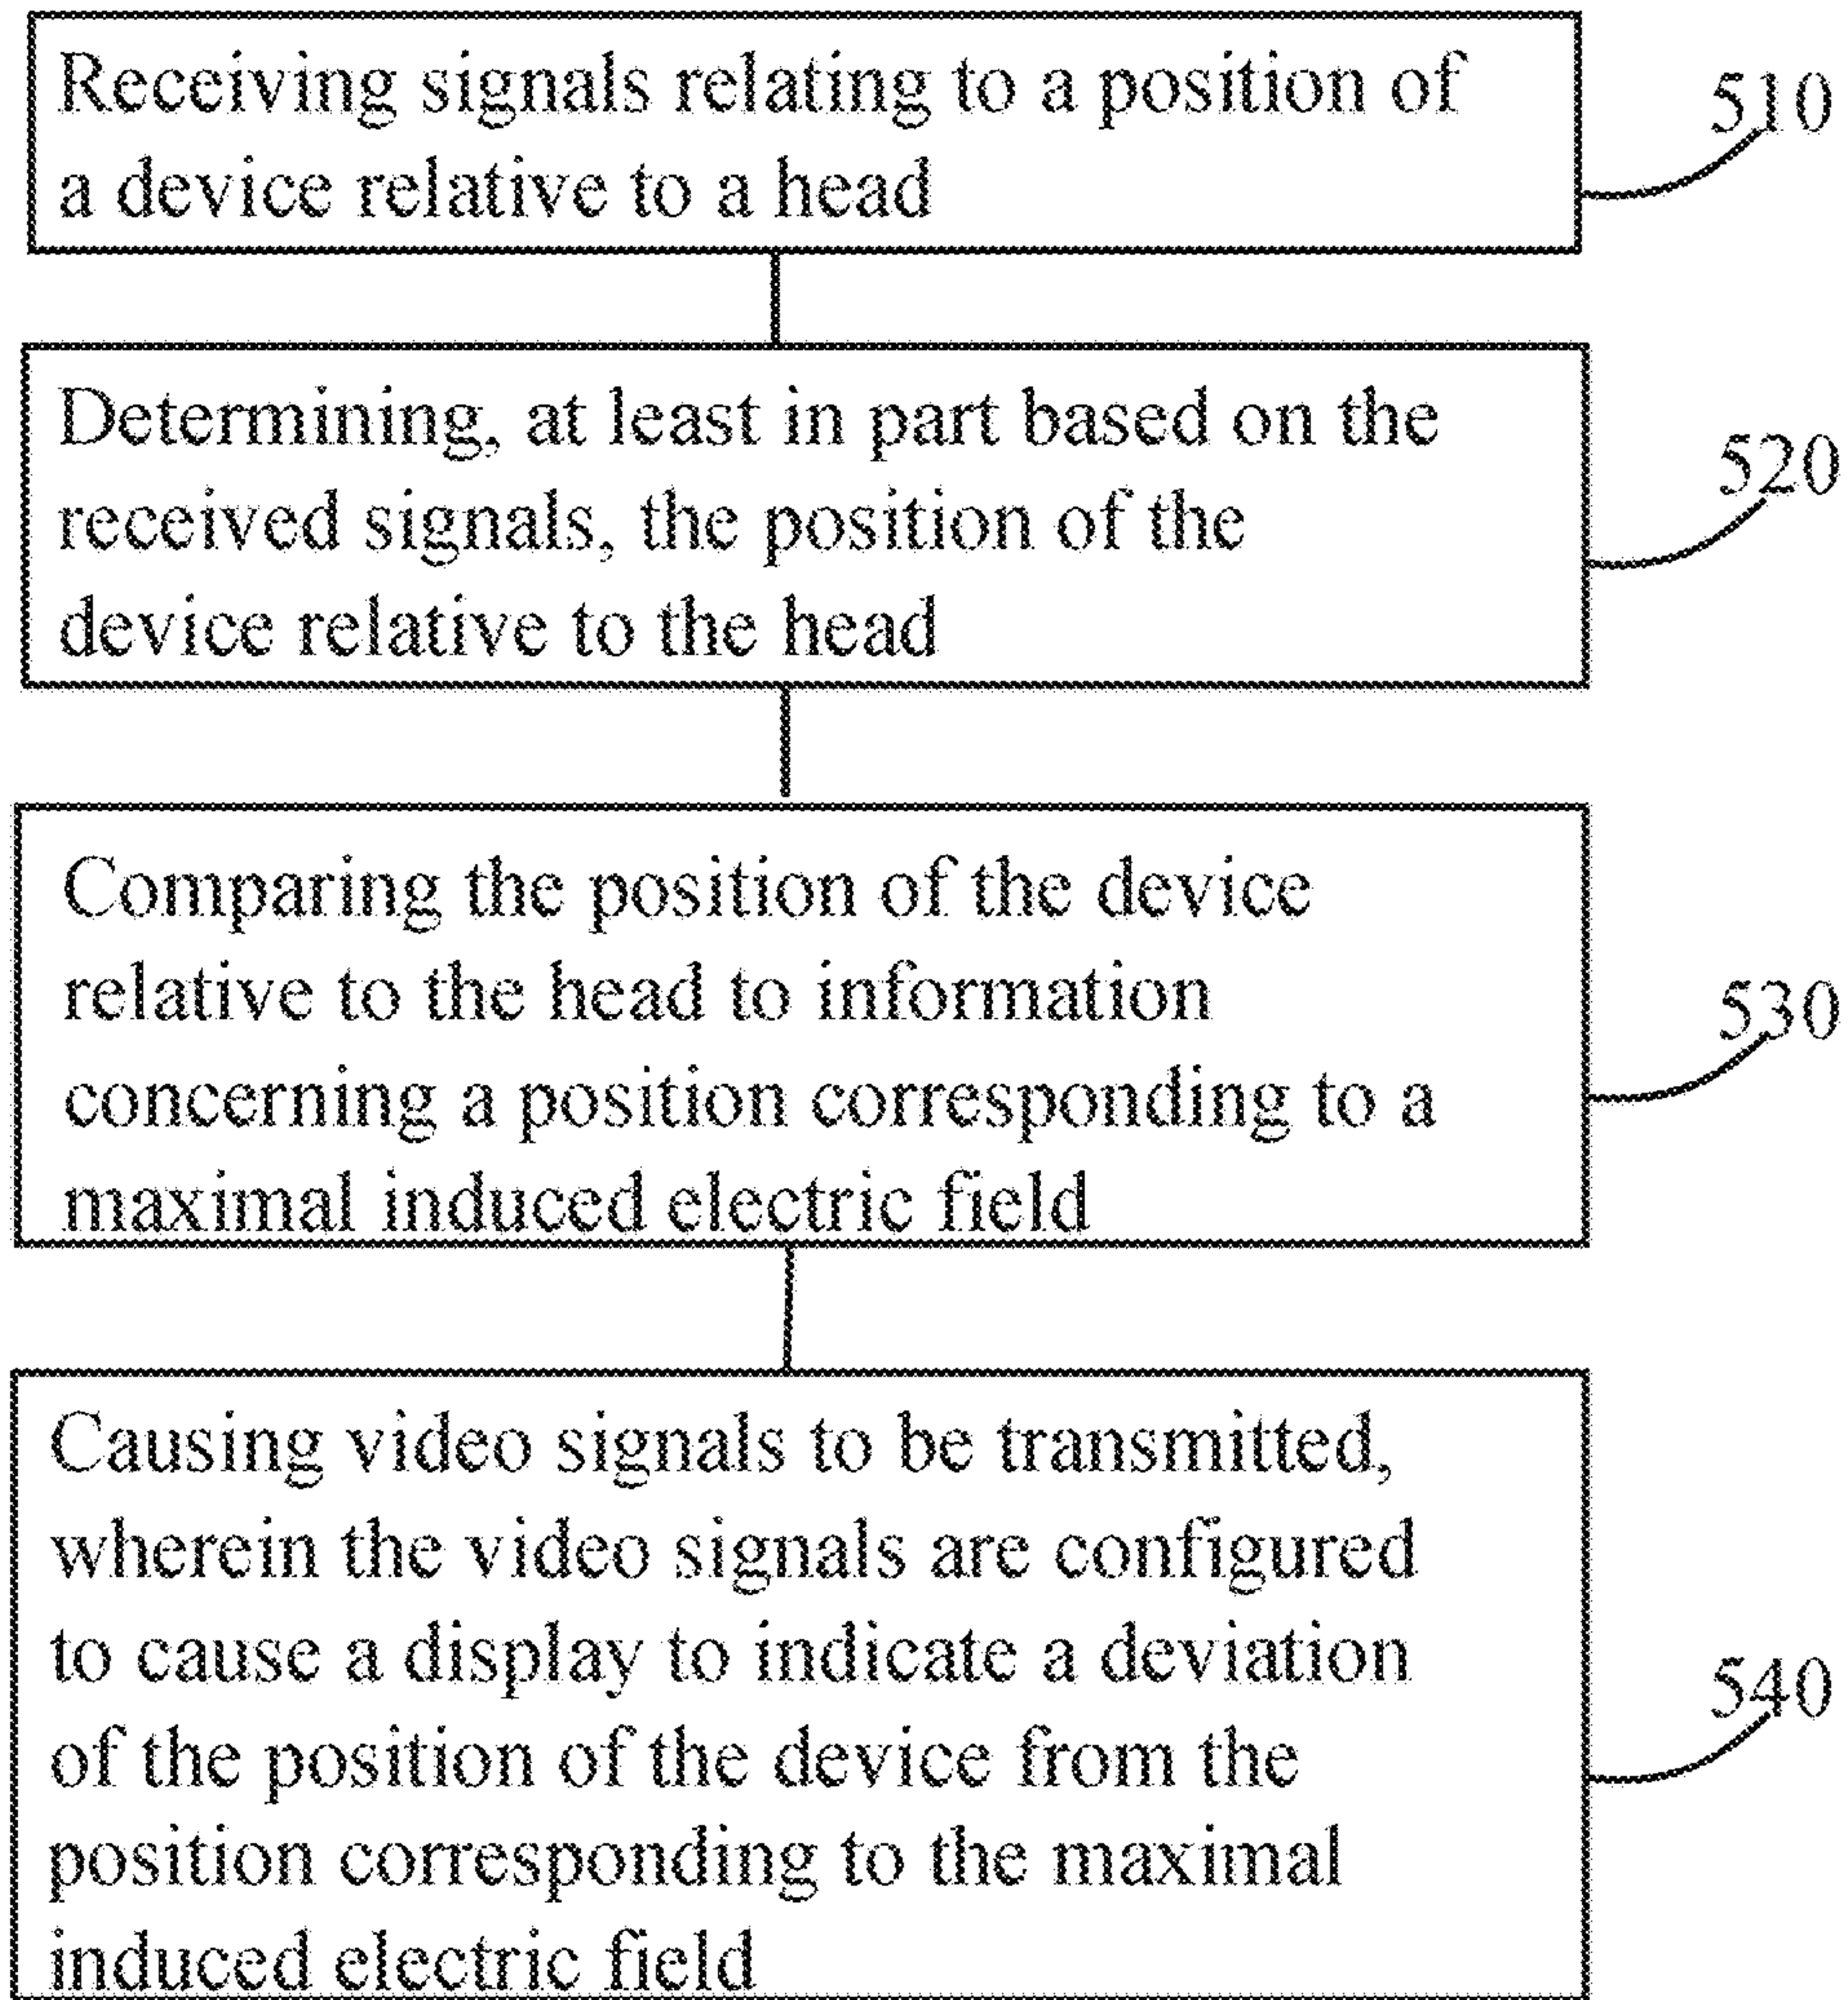 Receiving signals relating to a position of
a device relative to a head
510
Determining, at least in part based on the
received signals, the position of the
device relative to the head
520
Comparing the position of the device
relative to the head to information
concerning a position corresponding to a
maximal induced electric field
530
Causing video signals to be transmitted,
wherein the video signals are configured
to cause a display to indicate a deviation
of the position of the device from the
position corresponding to the maximal
induced electric field
540